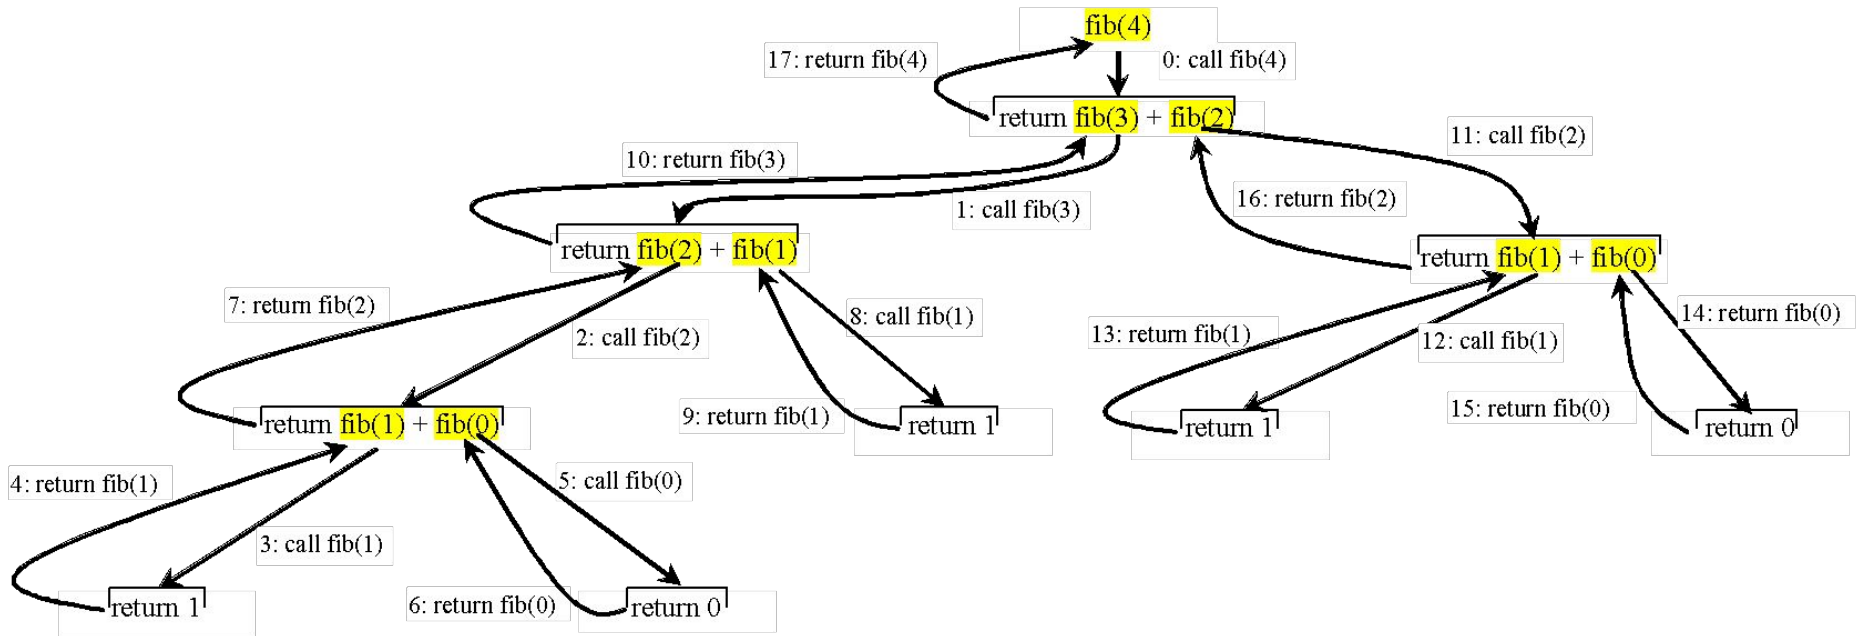 fib(4)
17: return fib(4)
0: call fib(4)
return fib(3) + fib(2)
11: call fib(2)
10: return fib(3)
16: return fib(2)
1: call fib(3)
return fib(2) + fib(1)
return fib(1) + fib(0)
7: return fib(2)
8: call fib(1)
14: return fib(0)
2: call fib(2)
13: return fib(1)
12: call fib(1)
9: return fib(1)
15: return fib(0)
return fib(1) + fib(0)
return 1
return 1
return 0
4: return fib(1)
5: call fib(0)
3: call fib(1)
6: return fib(0)
return 1
return 0